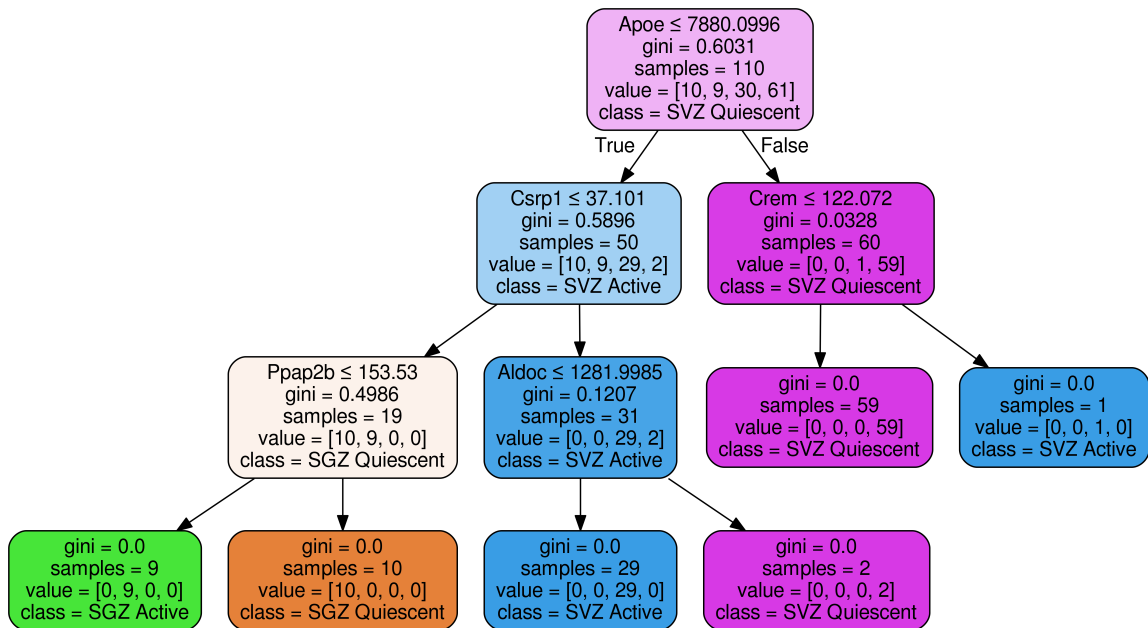 Apoe ≤ 7880.0996
gini = 0.6031
samples = 110
value = [10, 9, 30, 61]
class = SVZ Quiescent
True
False
Csrp1 ≤ 37.101
gini = 0.5896
samples = 50
value = [10, 9, 29, 2]
class = SVZ Active
Crem ≤ 122.072
gini = 0.0328
samples = 60
value = [0, 0, 1, 59]
class = SVZ Quiescent
Ppap2b ≤ 153.53
gini = 0.4986
samples = 19
value = [10, 9, 0, 0]
class = SGZ Quiescent
Aldoc ≤ 1281.9985
gini = 0.1207
samples = 31
value = [0, 0, 29, 2]
class = SVZ Active
gini = 0.0
samples = 59
value = [0, 0, 0, 59]
class = SVZ Quiescent
gini = 0.0
samples = 1
value = [0, 0, 1, 0]
class = SVZ Active
gini = 0.0
samples = 9
value = [0, 9, 0, 0]
class = SGZ Active
gini = 0.0
samples = 10
value = [10, 0, 0, 0]
class = SGZ Quiescent
gini = 0.0
samples = 29
value = [0, 0, 29, 0]
class = SVZ Active
gini = 0.0
samples = 2
value = [0, 0, 0, 2]
class = SVZ Quiescent